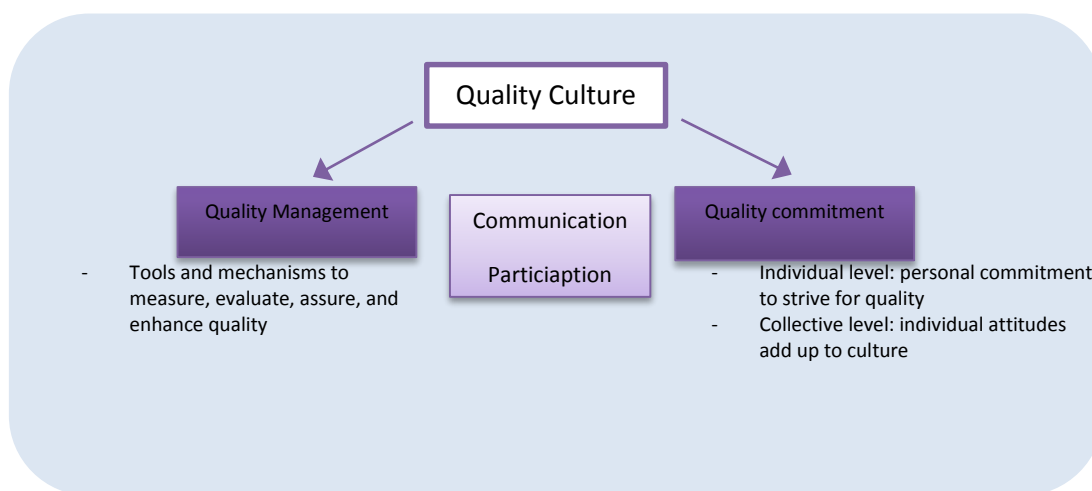 Quality Culture
Quality Management
- Tools and mechanisms to
measure, evaluate, assure, and
enhance quality
Communication
Particiaption
Quality commitment
- Individual level: personal commitment
to strive for quality
- Collective level: individual attitudes
add up to culture